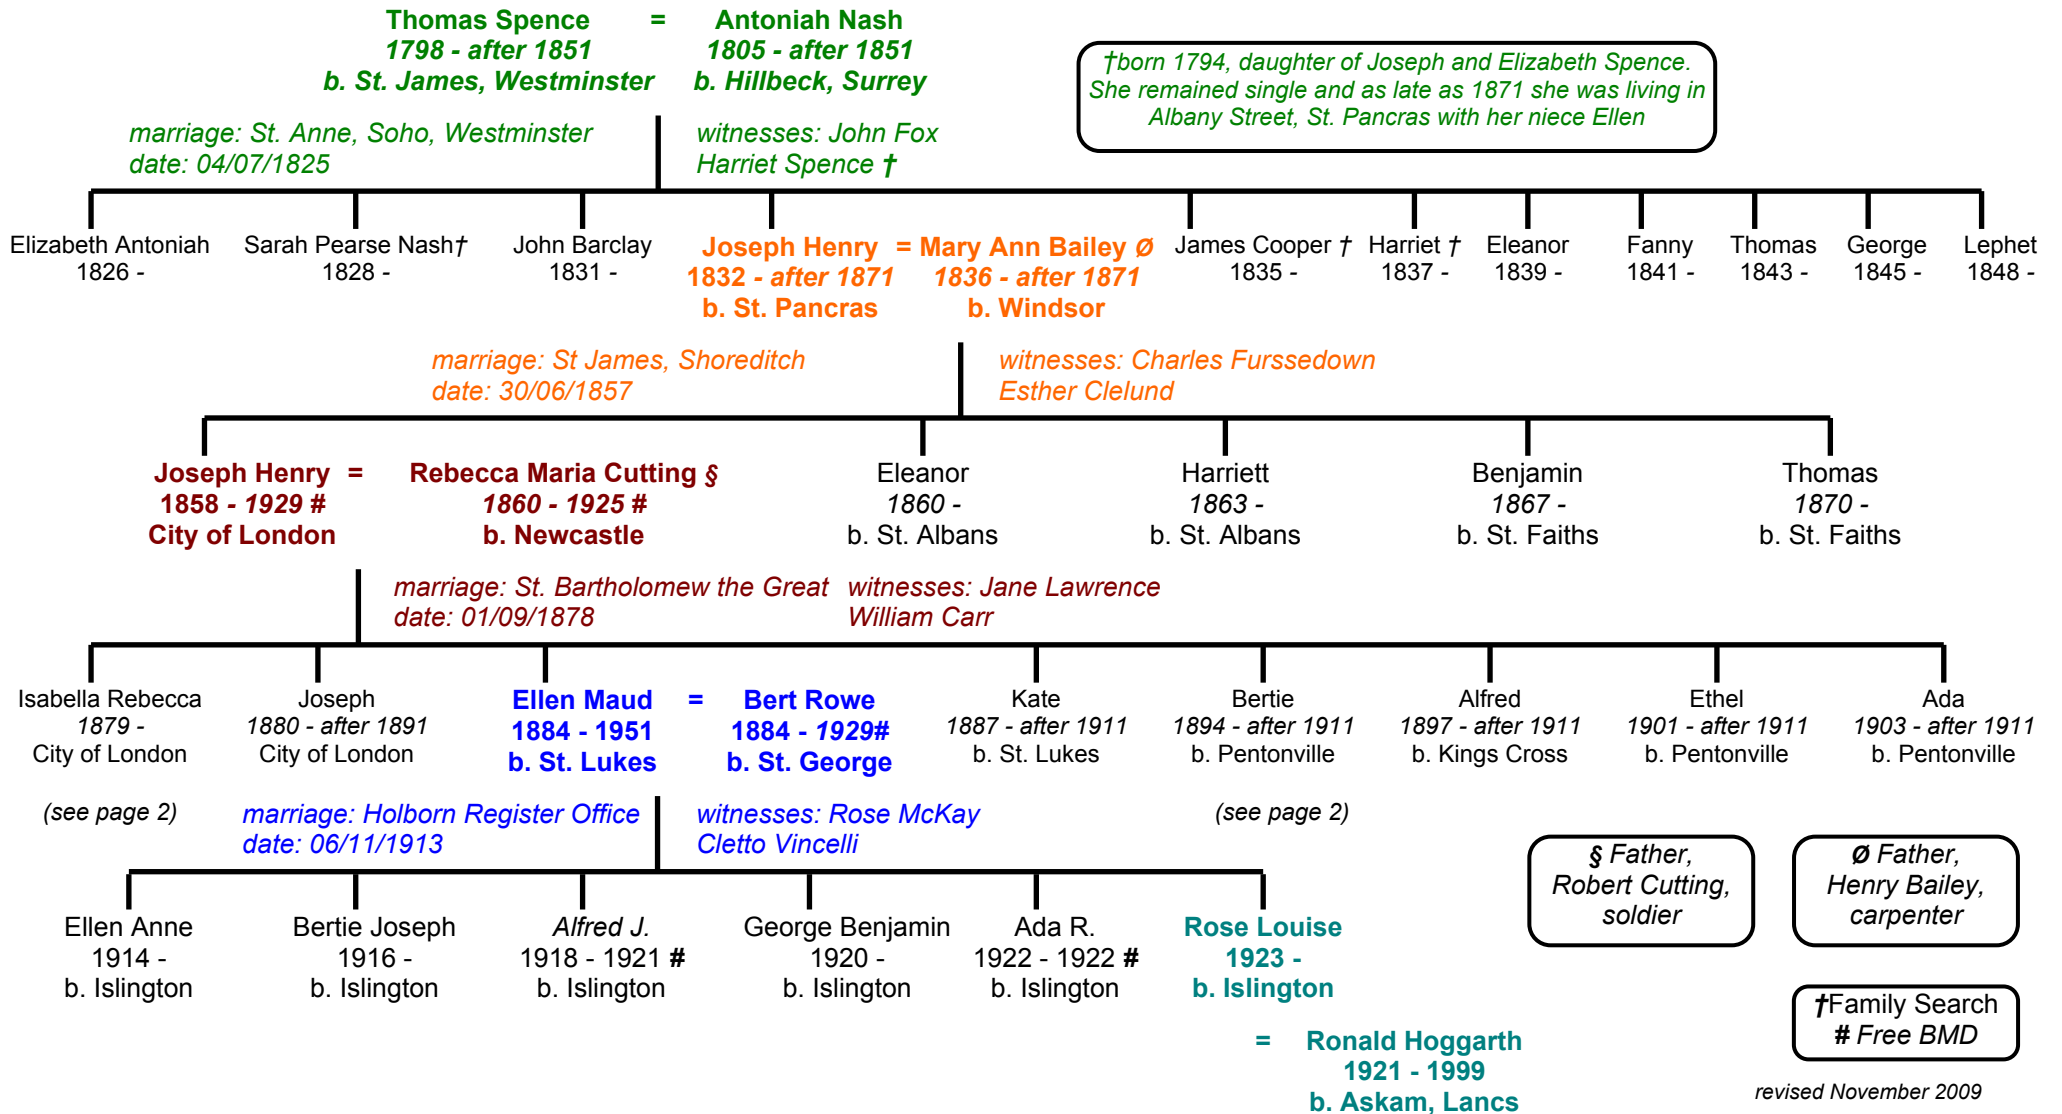 Thomas Spence = Antoniah Nash
1798 - after 1851 1805 - after 1851
b. St. James, Westminster b. Hillbeck, Surrey
†born 1794, daughter of Joseph and Elizabeth Spence.
She remained single and as late as 1871 she was living in
Albany Street, St. Pancras with her niece Ellen
marriage: St. Anne, Soho, Westminster witnesses: John Fox
date: 04/07/1825 Harriet Spence †
Elizabeth Antoniah Sarah Pearse Nash† John Barclay Joseph Henry = Mary Ann Bailey Ø James Cooper † Harriet † Eleanor Fanny Thomas George Lephet
1826 - 1828 - 1831 - 1832 - after 1871 1836 - after 1871 1835 - 1837 - 1839 - 1841 - 1843 - 1845 - 1848 -
b. St. Pancras b. Windsor
marriage: St James, Shoreditch witnesses: Charles Furssedown
date: 30/06/1857 Esther Clelund
Joseph Henry = Rebecca Maria Cutting § Eleanor Harriett Benjamin Thomas
1858 - 1929 # 1860 - 1925 # 1860 - 1863 - 1867 - 1870 -
City of London b. Newcastle b. St. Albans b. St. Albans b. St. Faiths b. St. Faiths
marriage: St. Bartholomew the Great witnesses: Jane Lawrence
date: 01/09/1878 William Carr
Isabella Rebecca Joseph Ellen Maud = Bert Rowe Kate Bertie Alfred Ethel Ada
1879 - 1880 - after 1891 1884 - 1951 1884 - 1929# 1887 - after 1911 1894 - after 1911 1897 - after 1911 1901 - after 1911 1903 - after 1911
City of London City of London b. St. Lukes b. St. George b. St. Lukes b. Pentonville b. Kings Cross b. Pentonville b. Pentonville
(see page 2) marriage: Holborn Register Office witnesses: Rose McKay (see page 2)
date: 06/11/1913 Cletto Vincelli
§ Father,
Robert Cutting,
soldier
Ø Father,
Henry Bailey,
carpenter
Ellen Anne Bertie Joseph Alfred J. George Benjamin Ada R. Rose Louise
1914 - 1916 - 1918 - 1921 # 1920 - 1922 - 1922 # 1923 -
b. Islington b. Islington b. Islington b. Islington b. Islington b. Islington
†Family Search
# Free BMD
= Ronald Hoggarth
1921 - 1999
b. Askam, Lancs
revised November 2009